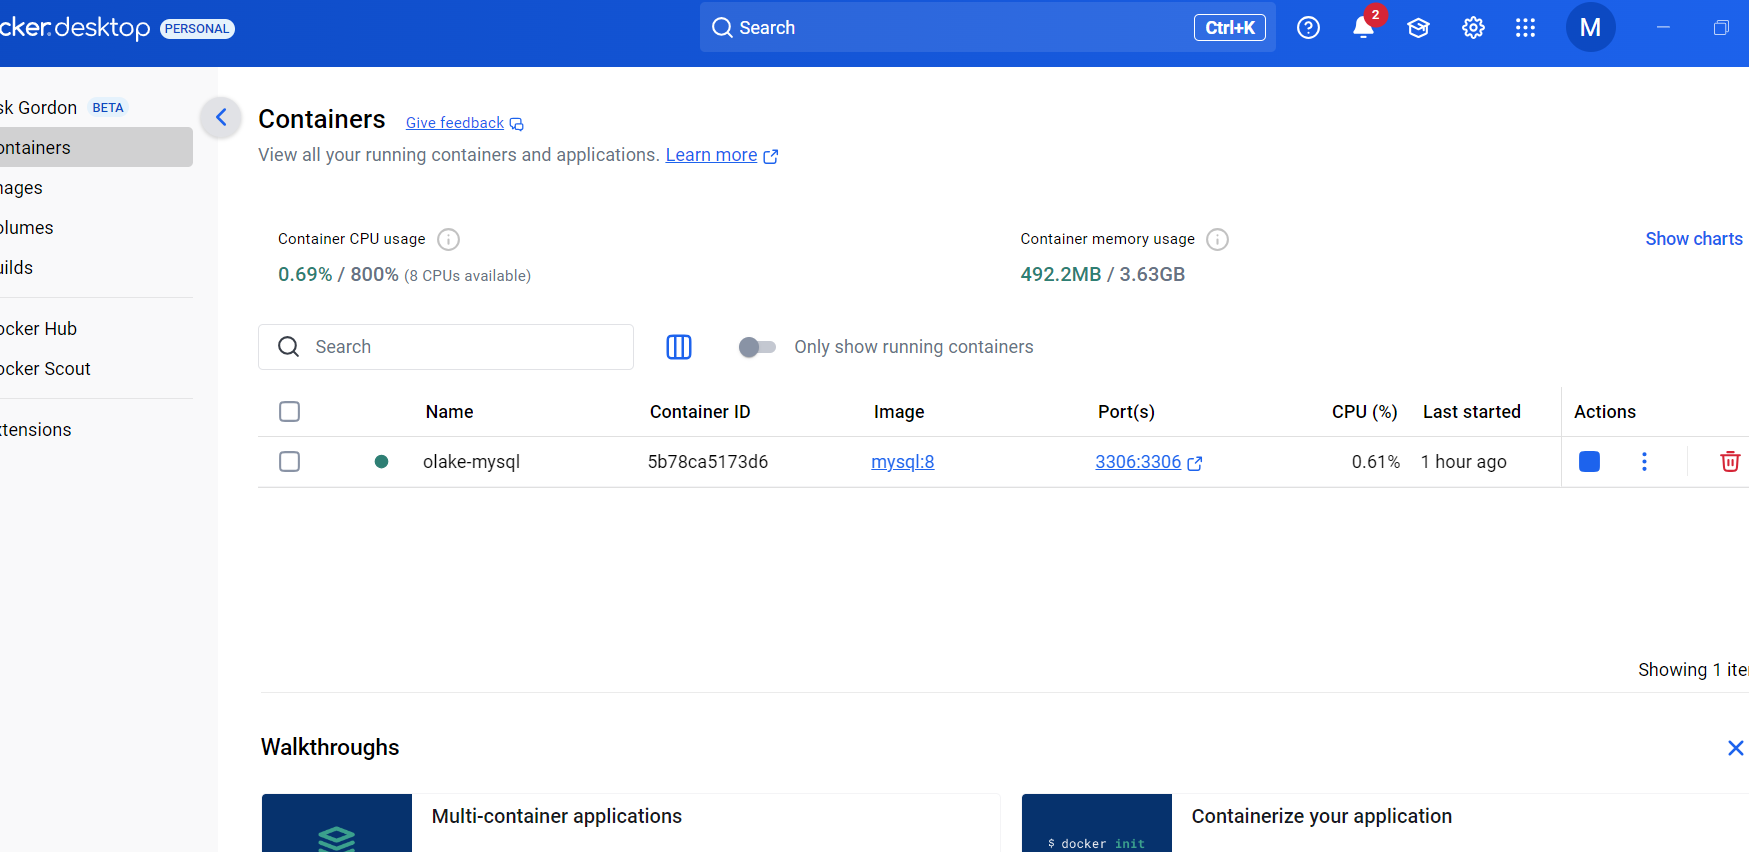 cker.desktop PERSONAL
Search Ctrl+K
2
M
sk Gordon BETA
ontainers
ages
olumes
uilds
ocker Hub
ocker Scout
tensions
Containers Give feedback
View all your running containers and applications. Learn more
Container CPU usage
0.69% / 800% (8 CPUs available)
Container memory usage
492.2MB / 3.63GB
Show charts
Search
Only show running containers
Name Container ID Image Port(s) CPU (%) Last started Actions
olake-mysql 5b78ca5173d6 mysql:8 3306:3306 0.61% 1 hour ago
Showing 1 ite
Walkthroughs
Multi-container applications
$ docker init
Containerize your application